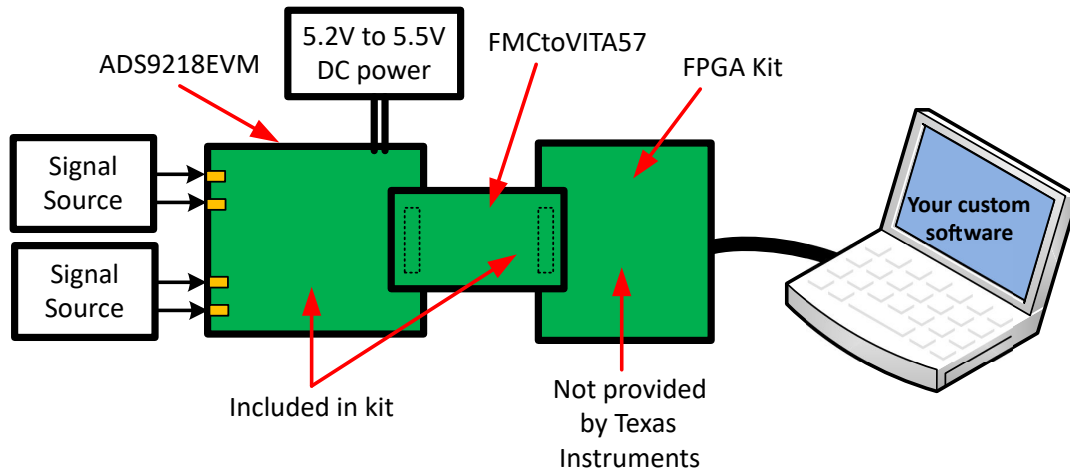 5.2V to 5.5V
DC power
FMCtoVITA57
ADS9218EVM
FPGA Kit
Signal
Source
Signal
Source
Your custom
software
Included in kit
Not provided
by Texas
Instruments